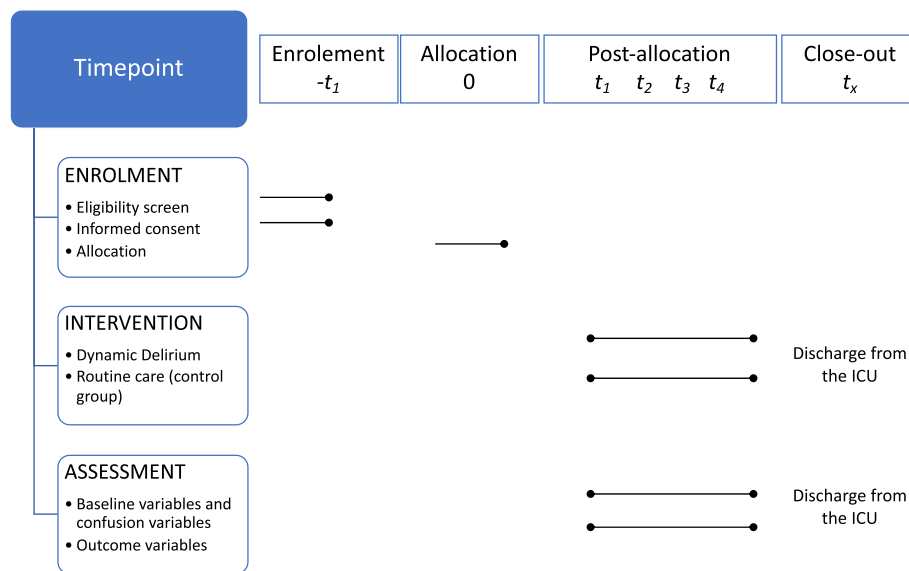 Timepoint
Enrolement
-t₁
Allocation
0
Post-allocation
t₁ t₂ t₃ t₄
Close-out
tₓ
ENROLMENT
• Eligibility screen
• Informed consent
• Allocation
INTERVENTION
• Dynamic Delirium
• Routine care (control
group)
Discharge from
the ICU
ASSESSMENT
• Baseline variables and
confusion variables
• Outcome variables
Discharge from
the ICU